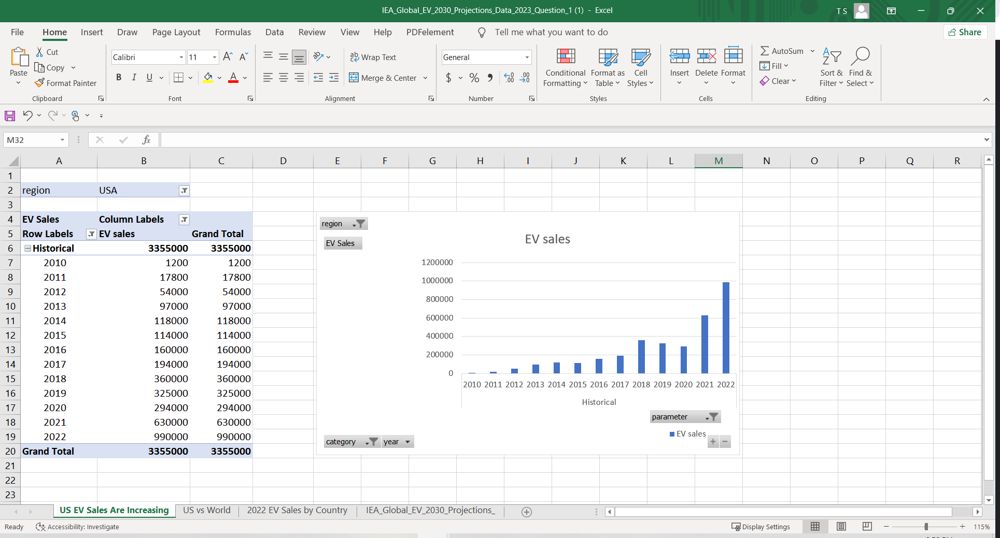 IEA_Global_EV_2030_Projections_Data_2023_Question_1 (1) - Excel
T S
File Home Insert Draw Page Layout Formulas Data Review View Help PDFelement Tell me what you want to do Share
Paste
Cut
Copy
Format Painter
Clipboard
Calibri 11
B I U
Font
Wrap Text
Merge & Center
Alignment
General
$ % ,
Number
Conditional Formatting
Format as Table
Cell Styles
Styles
Insert Delete Format
Cells
AutoSum
Fill
Clear
Sort & Filter
Find & Select
Editing
M32 fx
A B C D E F G H I J K L M N O P Q R
1
2 region USA
3
4 EV Sales Column Labels
5 Row Labels EV sales Grand Total
6 Historical 3355000 3355000
7 2010 1200 1200
8 2011 17800 17800
9 2012 54000 54000
10 2013 97000 97000
11 2014 118000 118000
12 2015 114000 114000
13 2016 160000 160000
14 2017 194000 194000
15 2018 360000 360000
16 2019 325000 325000
17 2020 294000 294000
18 2021 630000 630000
19 2022 990000 990000
20 Grand Total 3355000 3355000
21
22
23
region
EV Sales
EV sales
1200000
1000000
800000
600000
400000
200000
0
2010 2011 2012 2013 2014 2015 2016 2017 2018 2019 2020 2021 2022
Historical
parameter
EV sales
category year
US EV Sales Are Increasing US vs World 2022 EV Sales by Country IEA_Global_EV_2030_Projections_
Ready Accessibility: Investigate Display Settings 115%